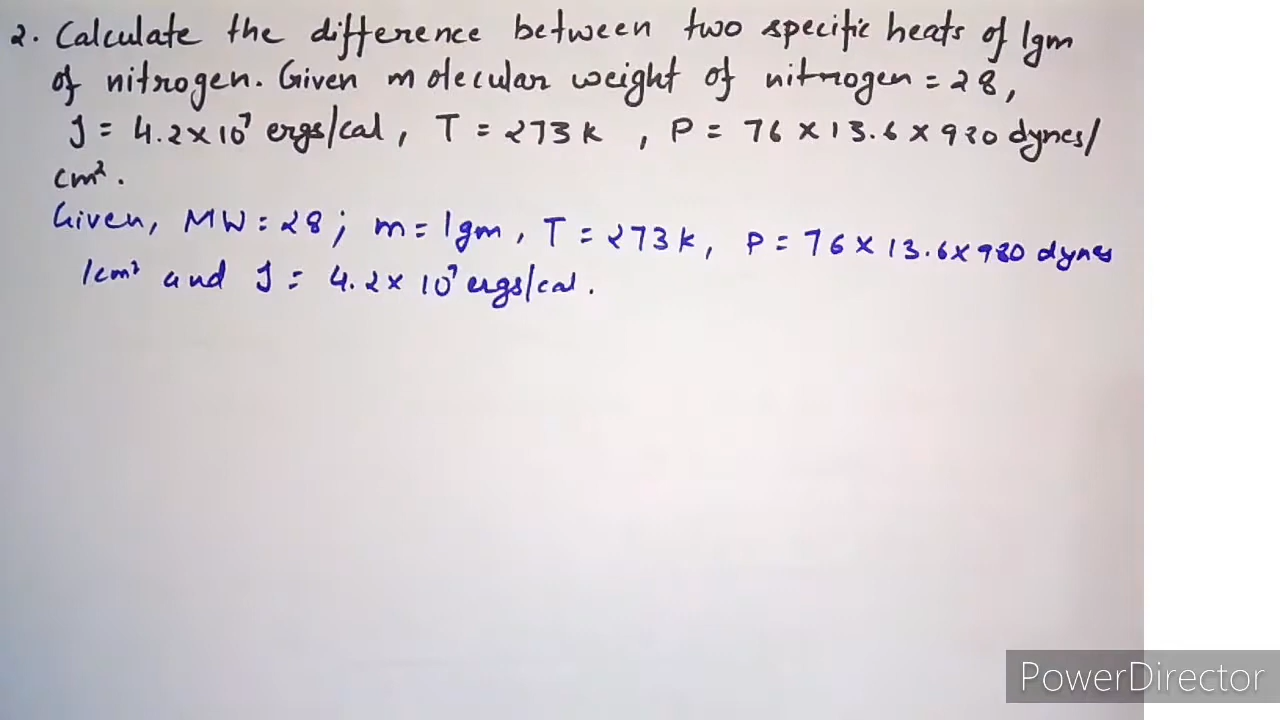 2. Calculate the difference between two specific heats of 1gm
of nitrogen. Given molecular weight of nitrogen = 28,
J = 4.2 × 10⁷ ergs/cal, T = 273 k, P = 76 × 13.6 × 980 dynes/
cm².
Given, MW = 28; m = 1gm, T = 273 k, P = 76 × 13.6 × 980 dynes
/cm² and J = 4.2 × 10⁷ ergs/cal.
PowerDirector